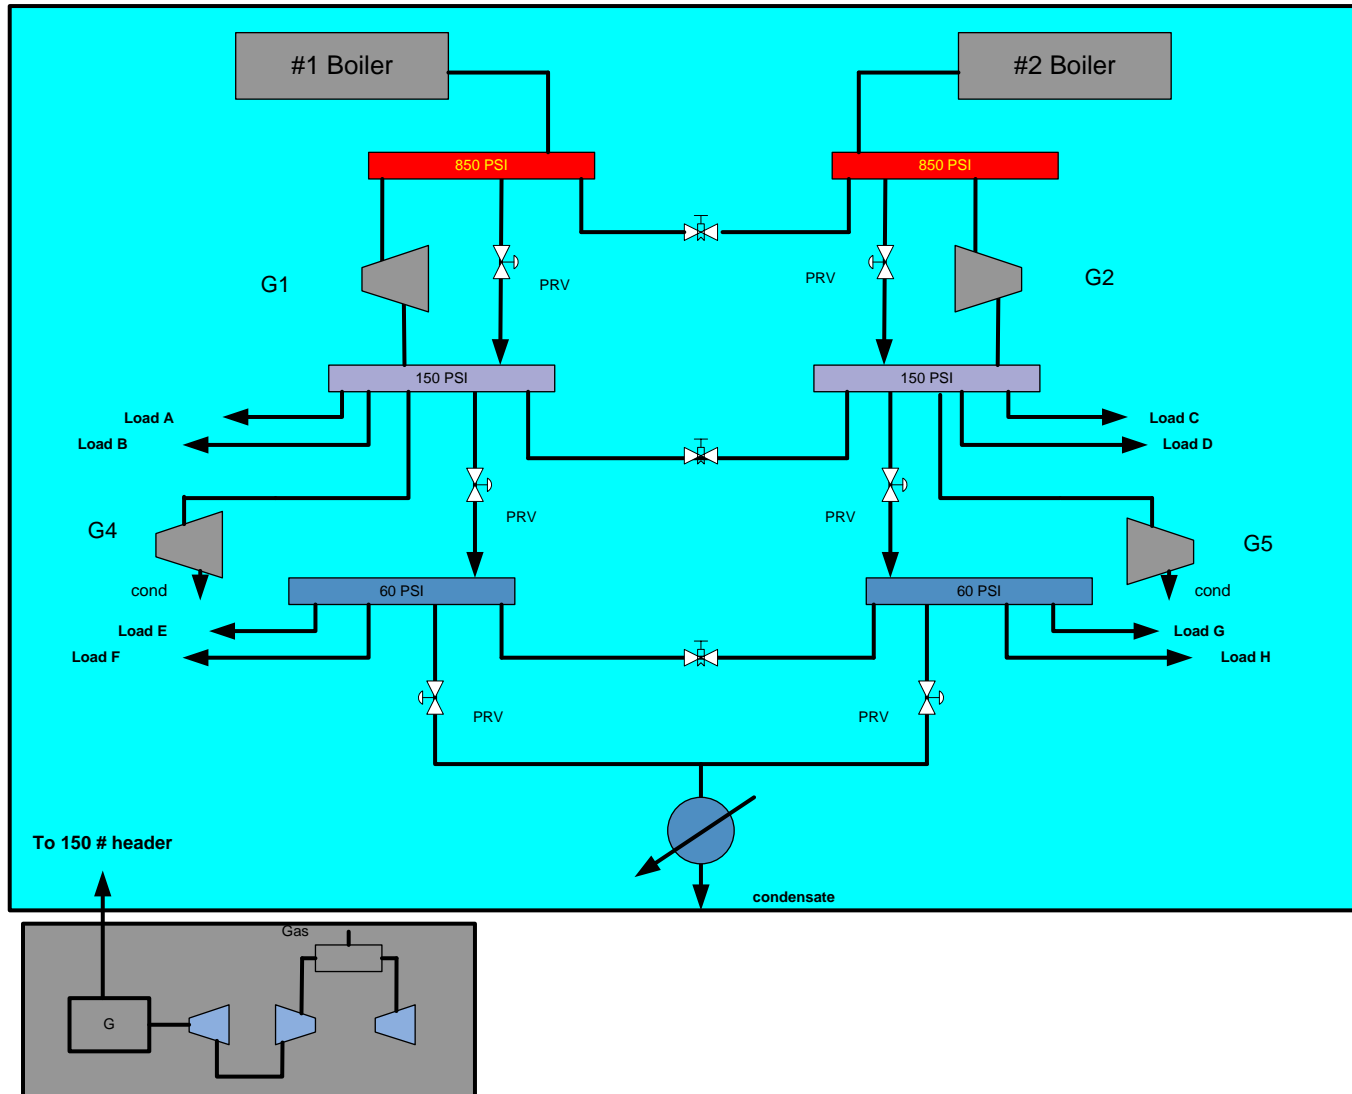 #1 Boiler
#2 Boiler
850 PSI
850 PSI
G1
PRV
PRV
G2
150 PSI
150 PSI
Load A
Load B
Load C
Load D
G4
PRV
PRV
G5
cond
60 PSI
60 PSI
cond
Load E
Load F
Load G
Load H
PRV
PRV
To 150 # header
condensate
Gas
G